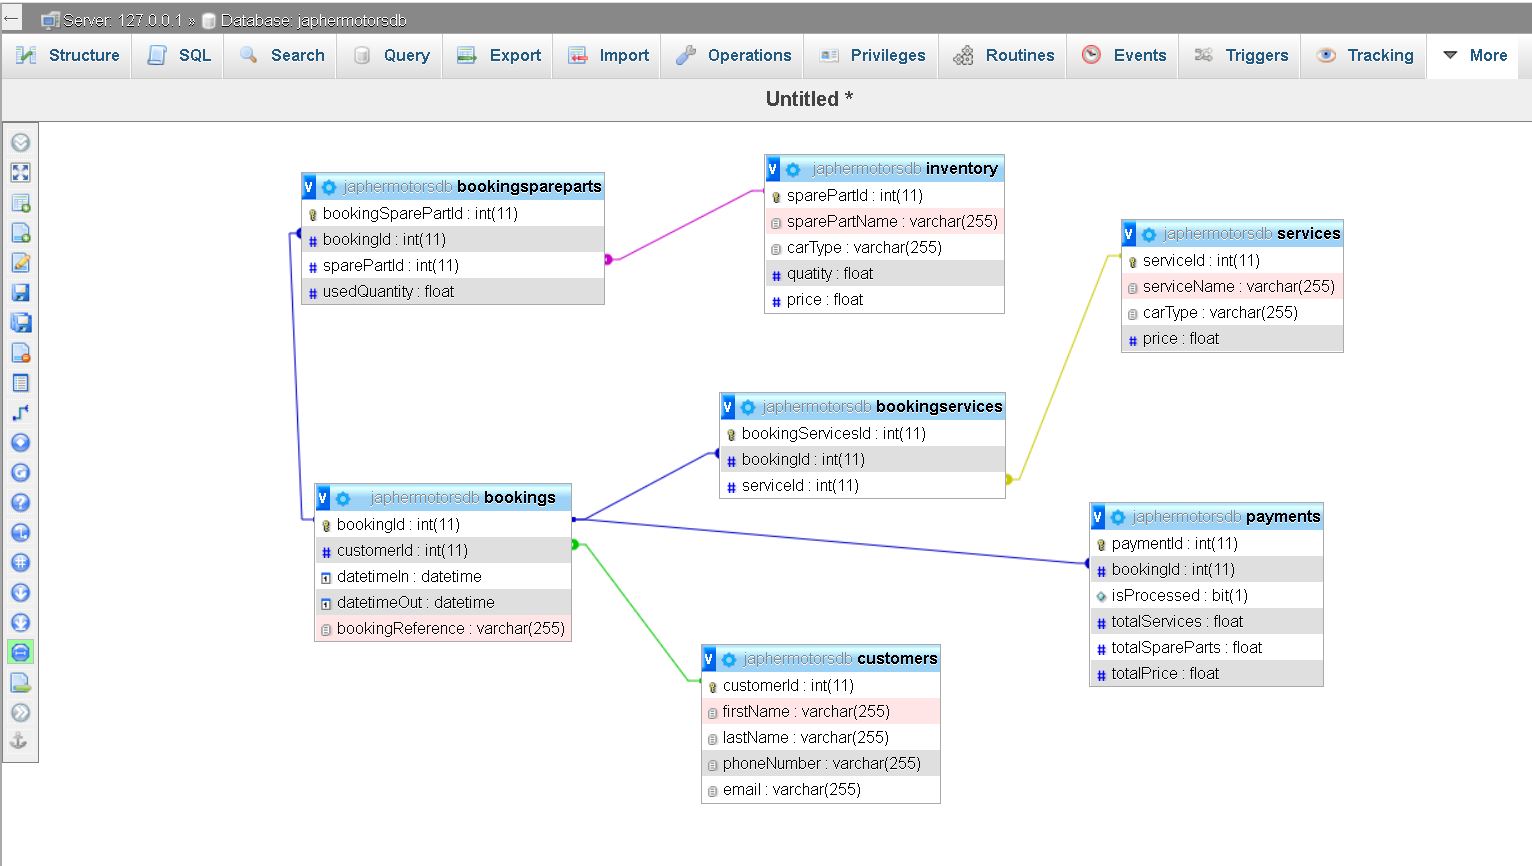 Server: 127.0.0.1 » Database: japhermotorsdb
Structure SQL Search Query Export Import Operations Privileges Routines Events Triggers Tracking More
Untitled *
V japhermotorsdb bookingspareparts
bookingSparePartId : int(11)
# bookingId : int(11)
# sparePartId : int(11)
# usedQuantity : float
V japhermotorsdb inventory
sparePartId : int(11)
sparePartName : varchar(255)
carType : varchar(255)
# quatity : float
# price : float
V japhermotorsdb services
serviceId : int(11)
serviceName : varchar(255)
carType : varchar(255)
# price : float
V japhermotorsdb bookingservices
bookingServicesId : int(11)
# bookingId : int(11)
# serviceId : int(11)
V japhermotorsdb bookings
bookingId : int(11)
# customerId : int(11)
datetimeIn : datetime
datetimeOut : datetime
bookingReference : varchar(255)
V japhermotorsdb payments
paymentId : int(11)
# bookingId : int(11)
isProcessed : bit(1)
# totalServices : float
# totalSpareParts : float
# totalPrice : float
V japhermotorsdb customers
customerId : int(11)
firstName : varchar(255)
lastName : varchar(255)
phoneNumber : varchar(255)
email : varchar(255)